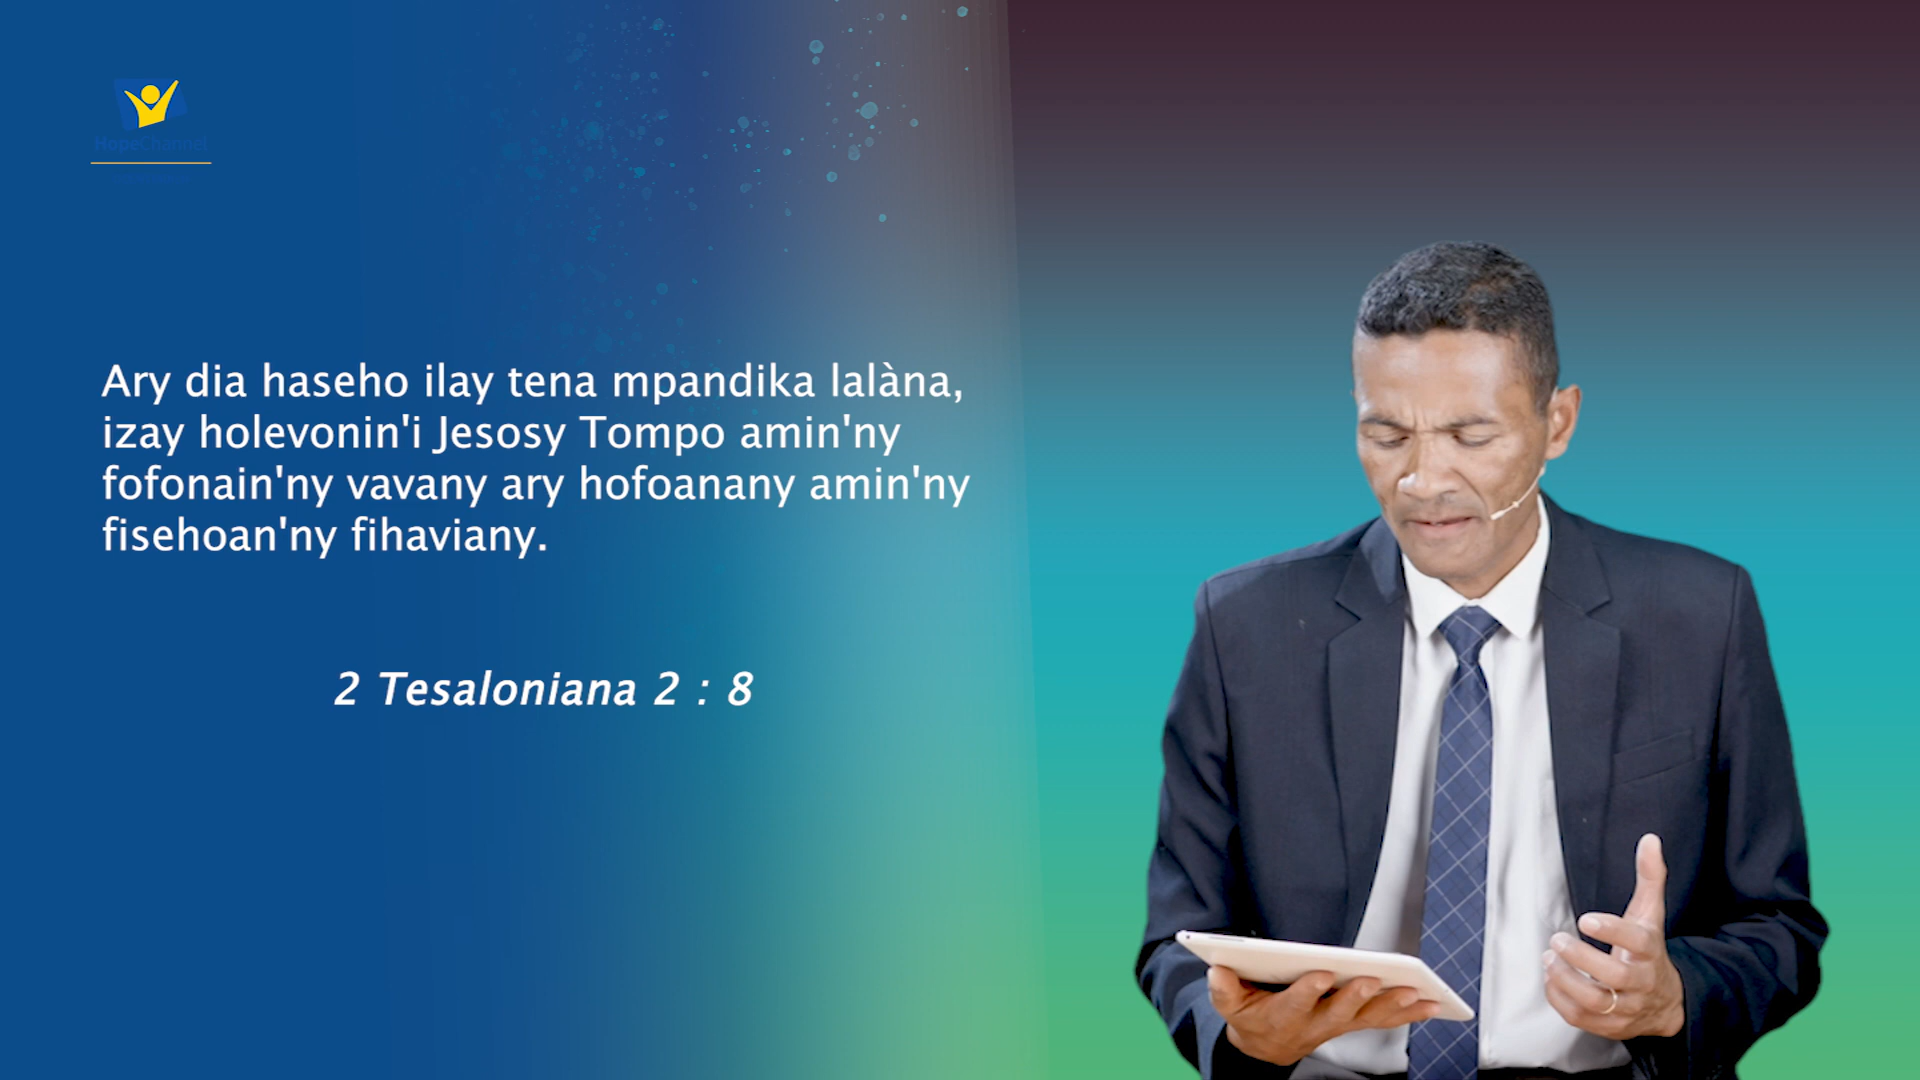 HopeChannel
Ary dia haseho ilay tena mpandika lalàna,
izay holevonin'i Jesosy Tompo amin'ny
fofonain'ny vavany ary hofoanany amin'ny
fisehoan'ny fihaviany.
2 Tesaloniana 2 : 8